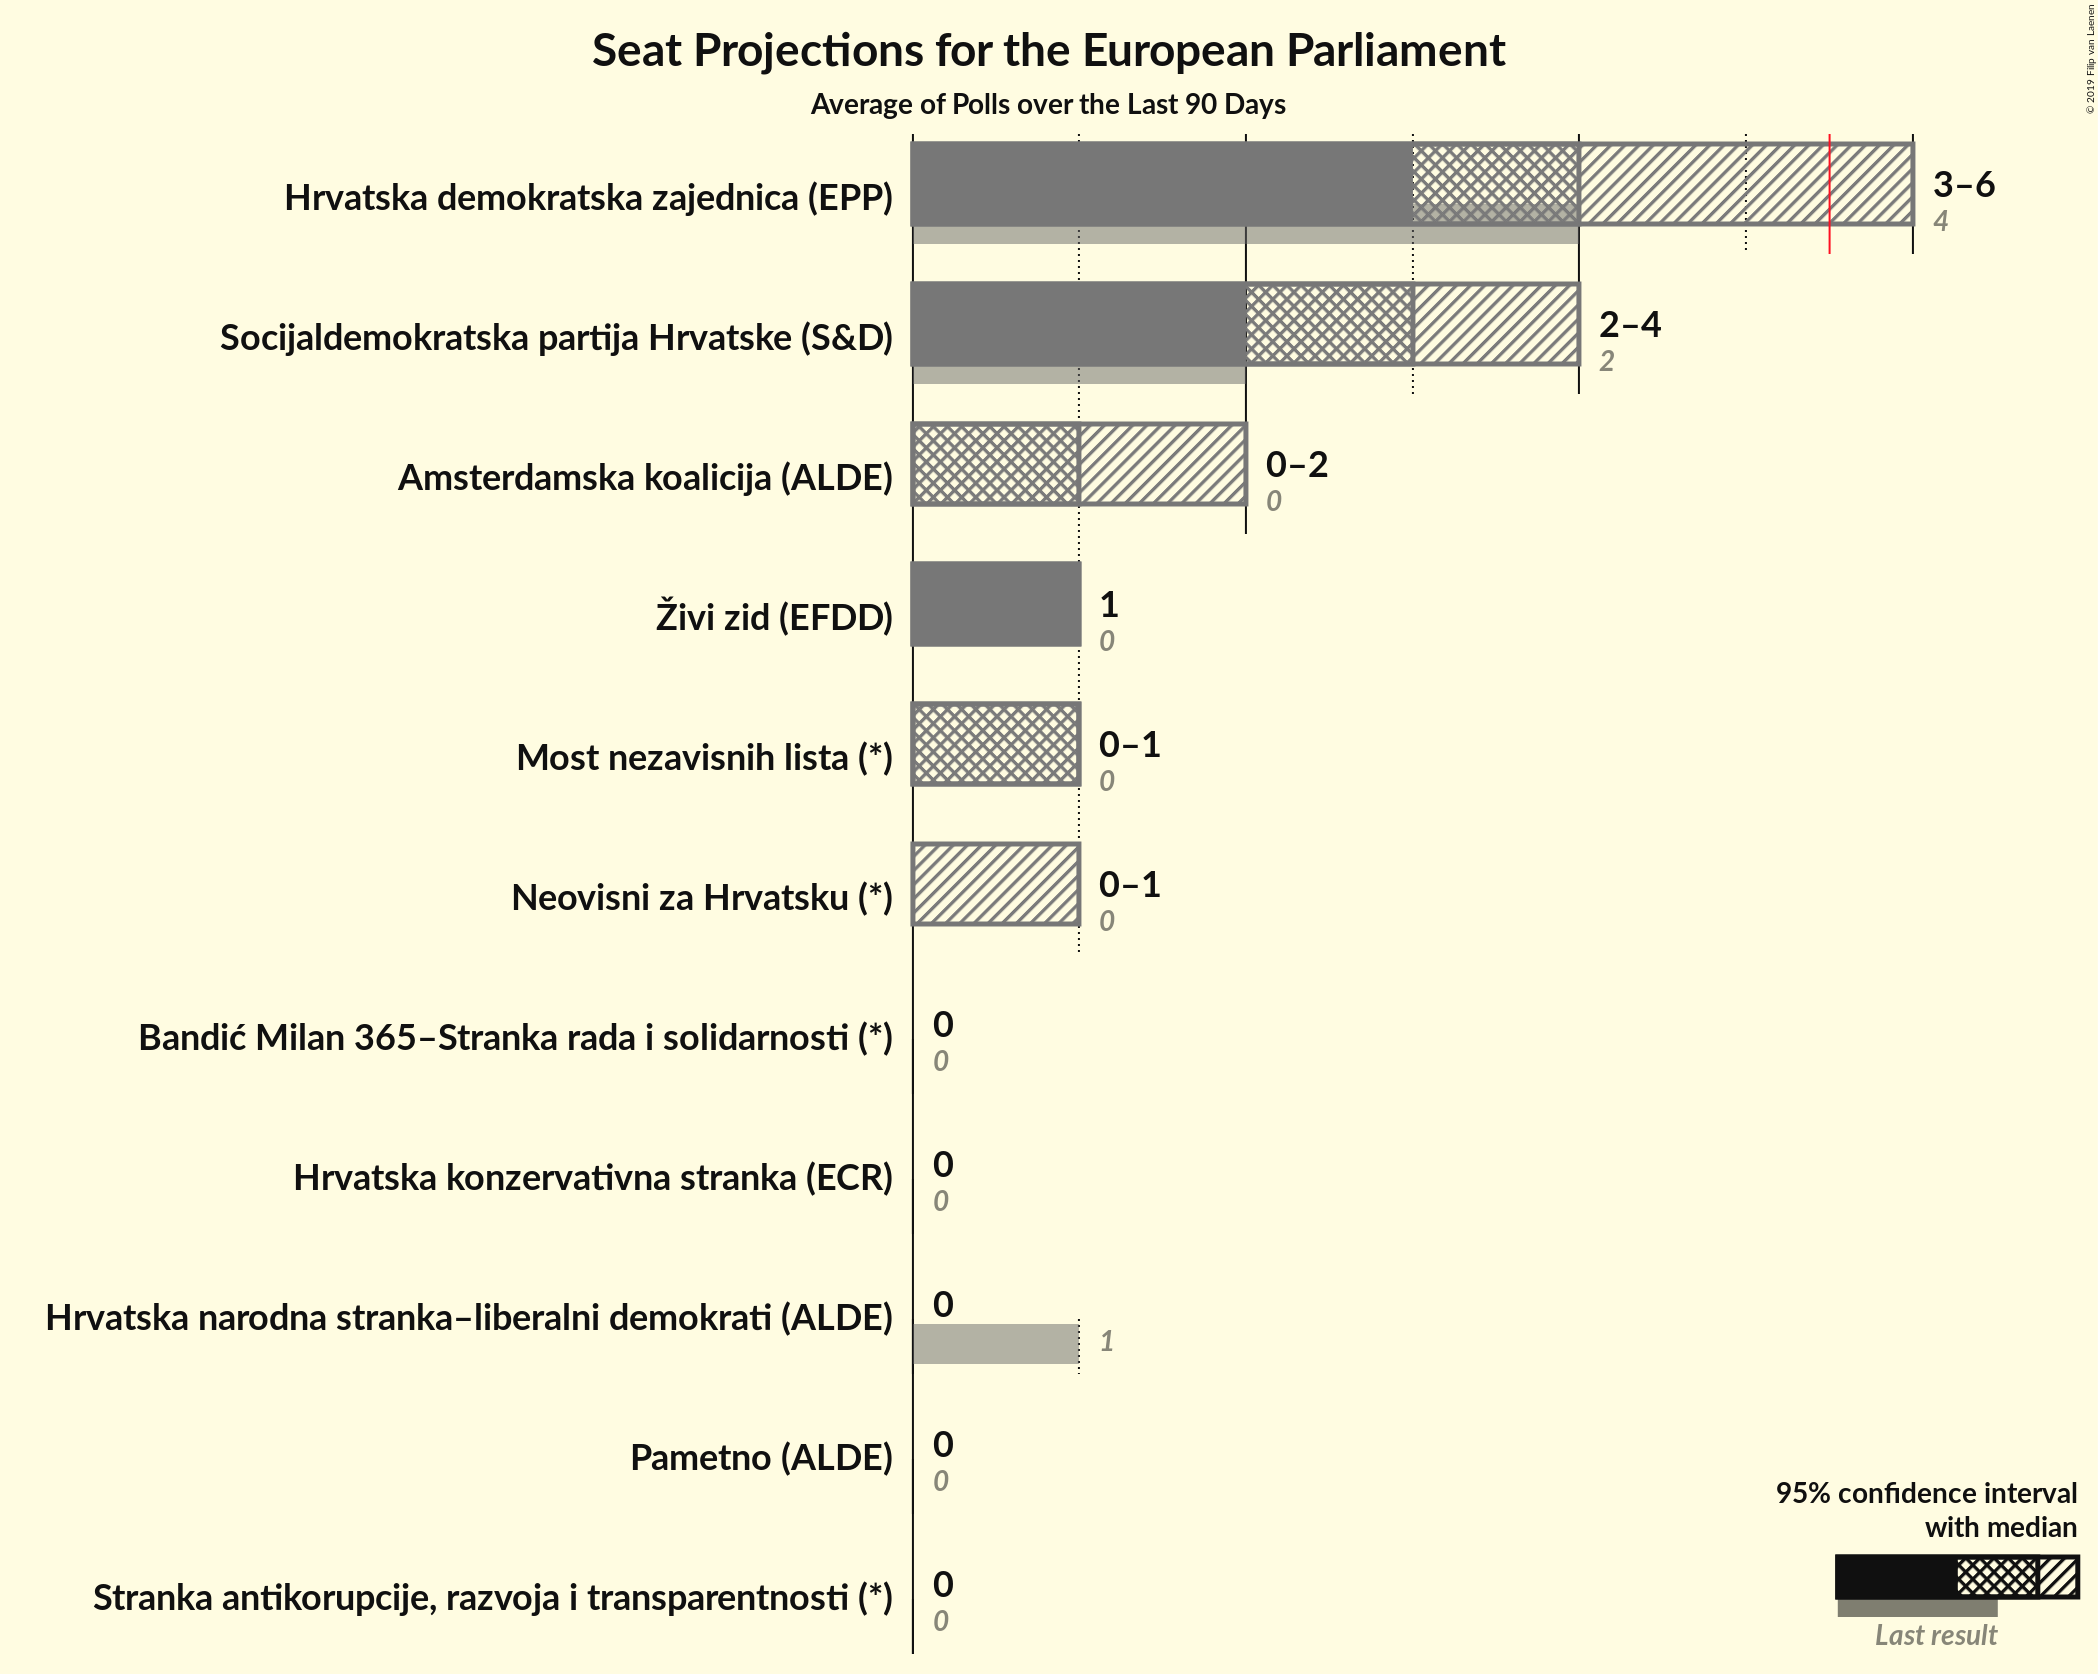 Seat Projections for the European Parliament
Average of Polls over the Last 90 Days
© 2019 Filip van Laenen
Hrvatska demokratska zajednica (EPP)
3–6
4
Socijaldemokratska partija Hrvatske (S&D)
2–4
2
Amsterdamska koalicija (ALDE)
0–2
0
Živi zid (EFDD)
1
0
Most nezavisnih lista (*)
0–1
0
Neovisni za Hrvatsku (*)
0–1
0
Bandić Milan 365–Stranka rada i solidarnosti (*)
0
0
Hrvatska konzervativna stranka (ECR)
0
0
Hrvatska narodna stranka–liberalni demokrati (ALDE)
0
1
Pametno (ALDE)
0
0
Stranka antikorupcije, razvoja i transparentnosti (*)
0
0
95% confidence interval
with median
Last result